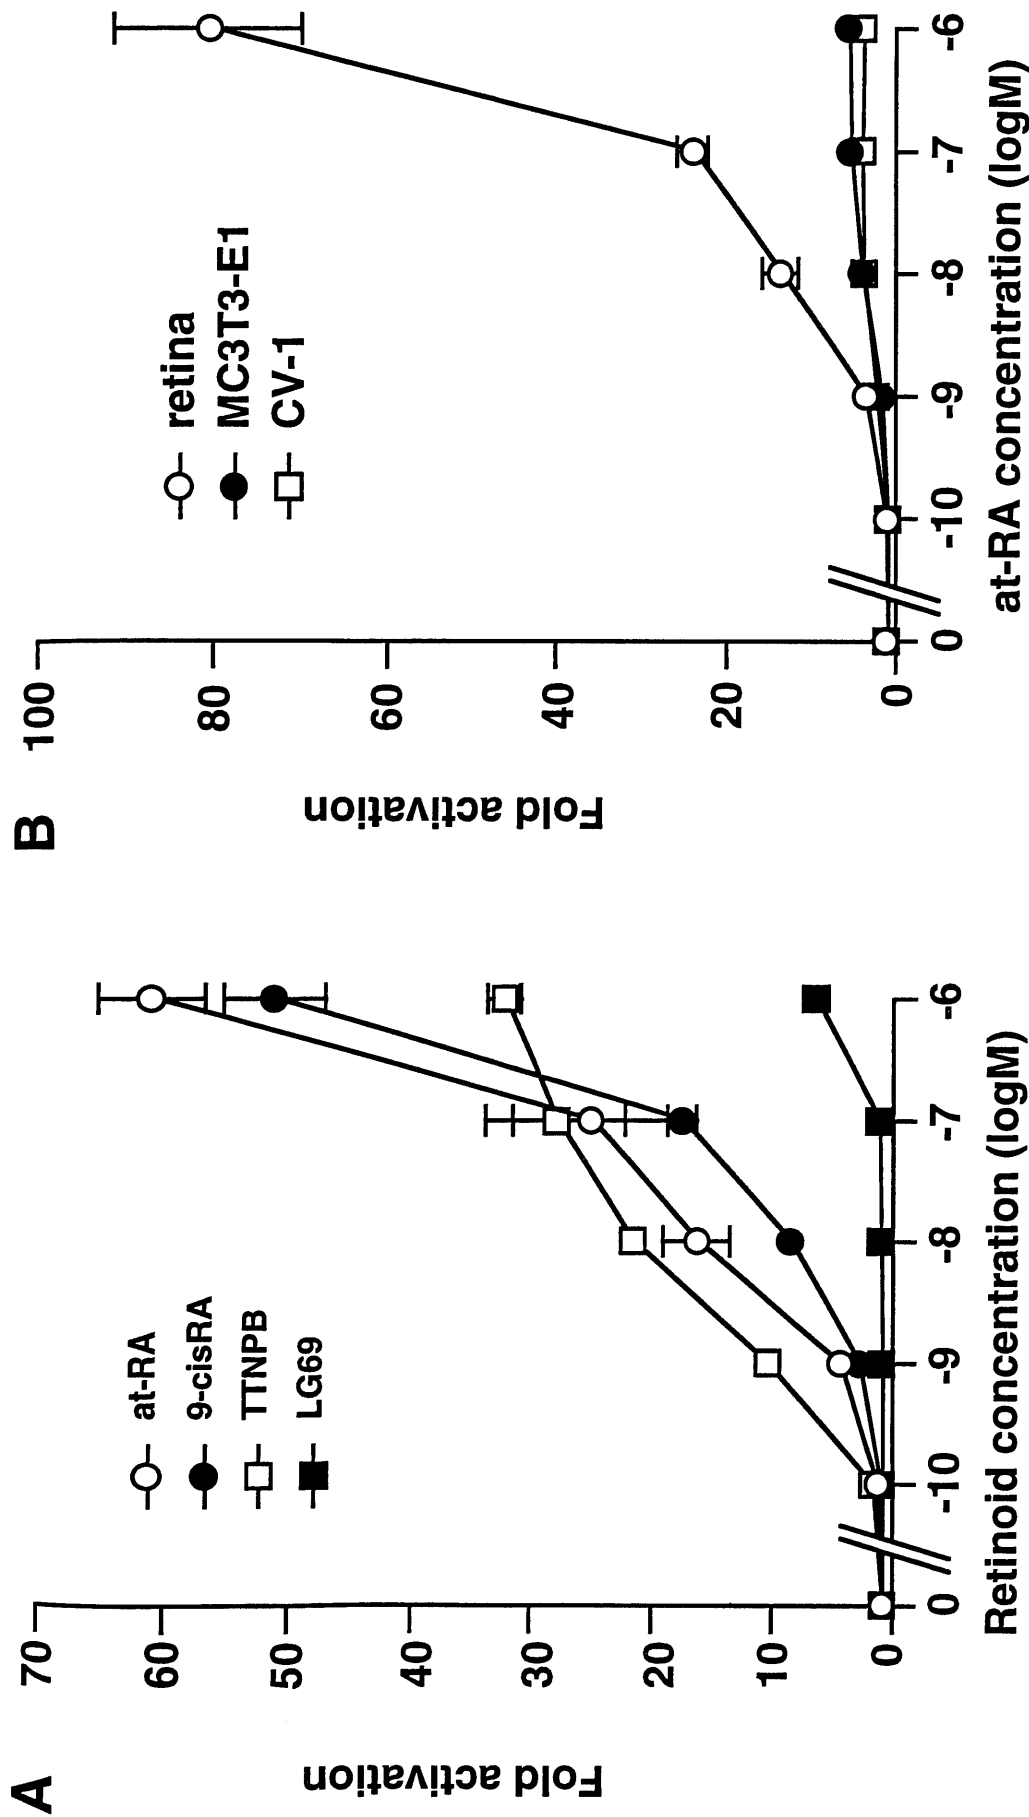 A
Fold activation
70
60
50
40
30
20
10
0
at-RA
9-cisRA
TTNPB
LG69
0 -10 -9 -8 -7 -6
Retinoid concentration (logM)
B
Fold activation
100
80
60
40
20
0
retina
MC3T3-E1
CV-1
0 -10 -9 -8 -7 -6
at-RA concentration (logM)